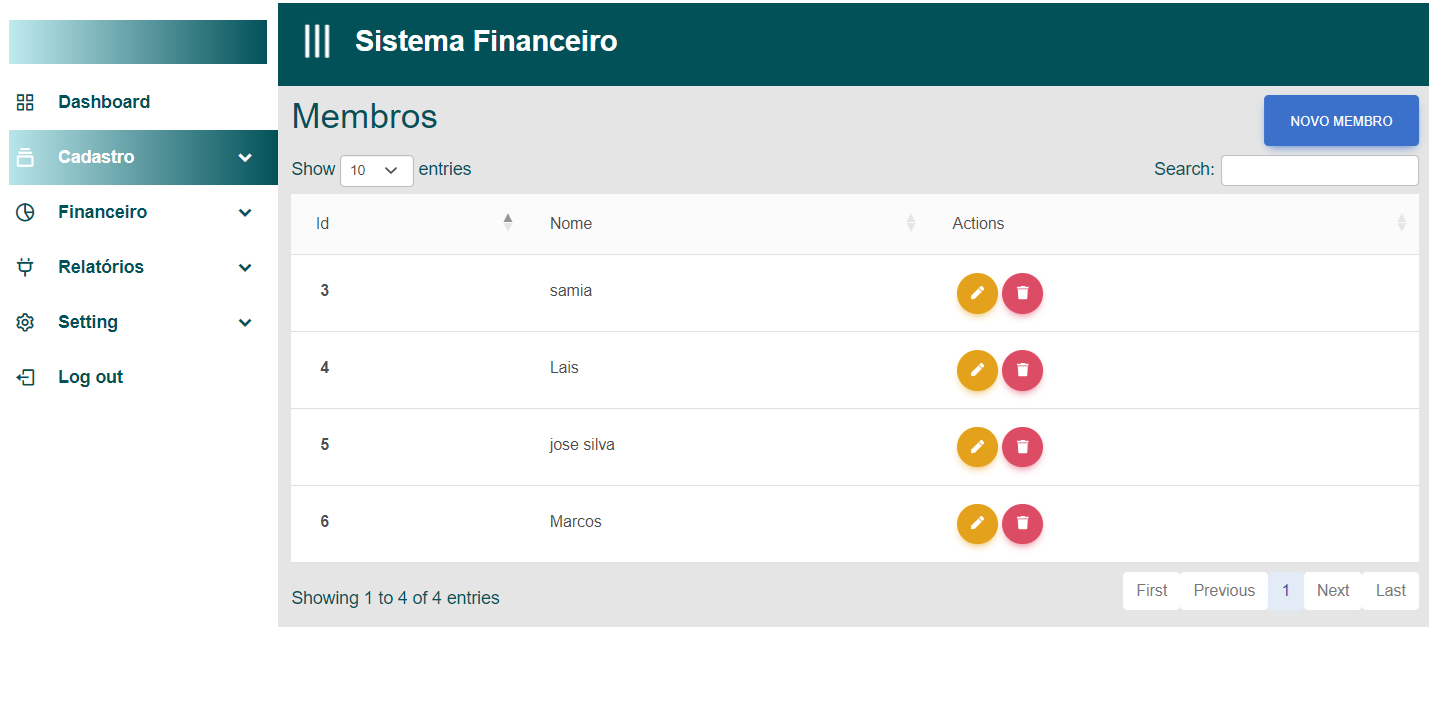 Sistema Financeiro
Dashboard
Cadastro
Financeiro
Relatórios
Setting
Log out
Membros
NOVO MEMBRO
Show 10 entries
Search:
Id Nome Actions
3 samia
4 Lais
5 jose silva
6 Marcos
Showing 1 to 4 of 4 entries
First Previous 1 Next Last